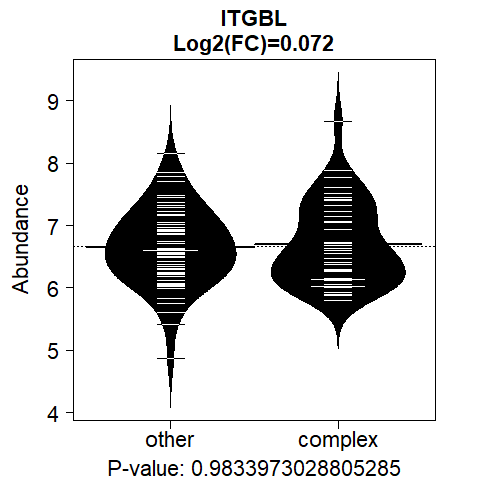 ITGBL
Log2(FC)=0.072
Abundance
9
8
7
6
5
4
other complex
P-value: 0.9833973028805285